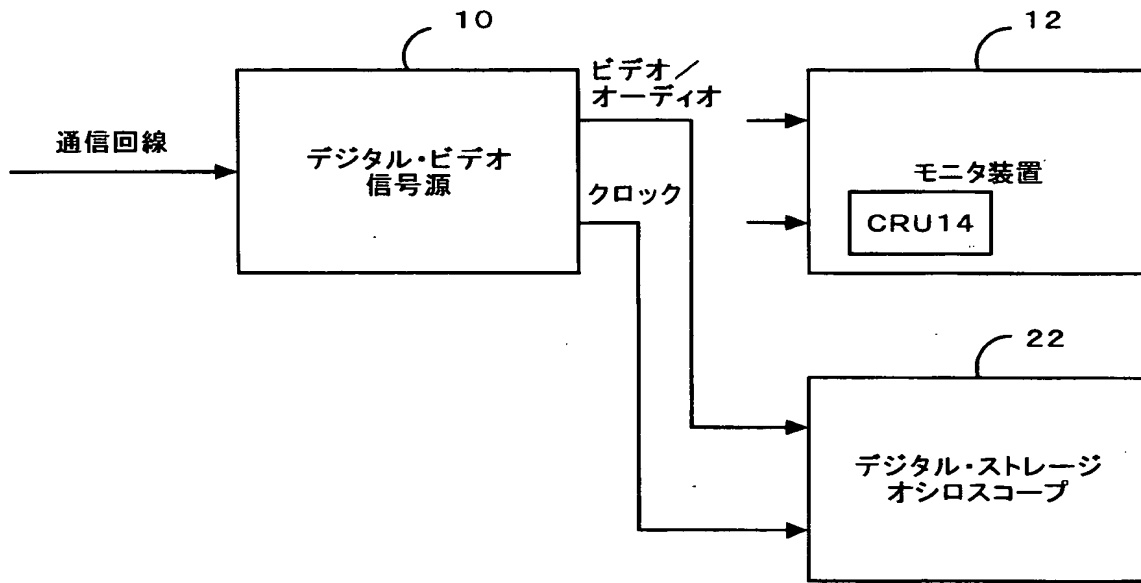 10
12
ビデオ／
オーディオ
通信回線
デジタル・ビデオ
信号源
モニタ装置
クロック
CRU14
22
デジタル・ストレージ
オシロスコープ